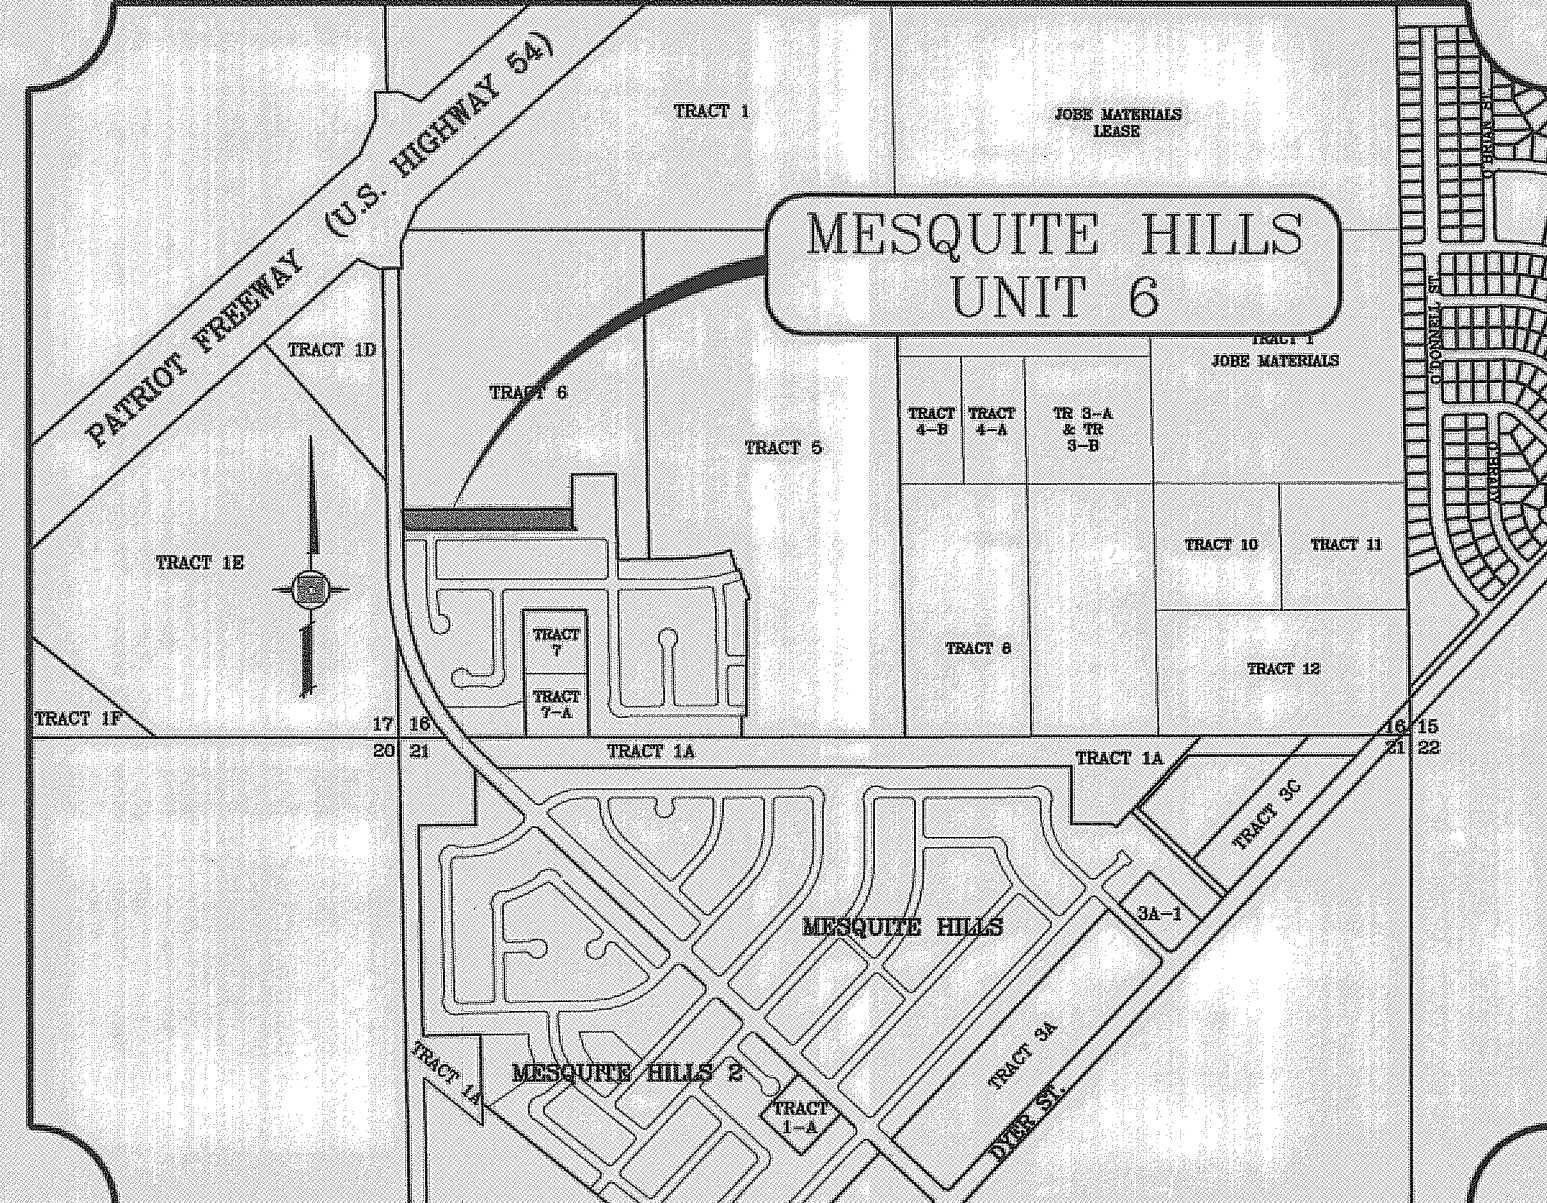 PATRIOT FREEWAY (U.S. HIGHWAY 54)
TRACT 1
JOBE MATERIALS
LEASE
MESQUITE HILLS
UNIT 6
TRACT 1
JOBE MATERIALS
TRACT 1D
TRACT 6
TRACT 5
TRACT
4-B
TRACT
4-A
TR 3-A
& TR
3-B
TRACT 10
TRACT 11
TRACT 1E
TRACT
7
TRACT
7-A
TRACT 12
TRACT 1F
17 16
20 21
TRACT 1A
TRACT 1A
16 15
21 22
TRACT 3C
3A-1
MESQUITE HILLS
TRACT 3A
DYER ST.
TRACT 1A
MESQUITE HILLS 2
TRACT
1-A